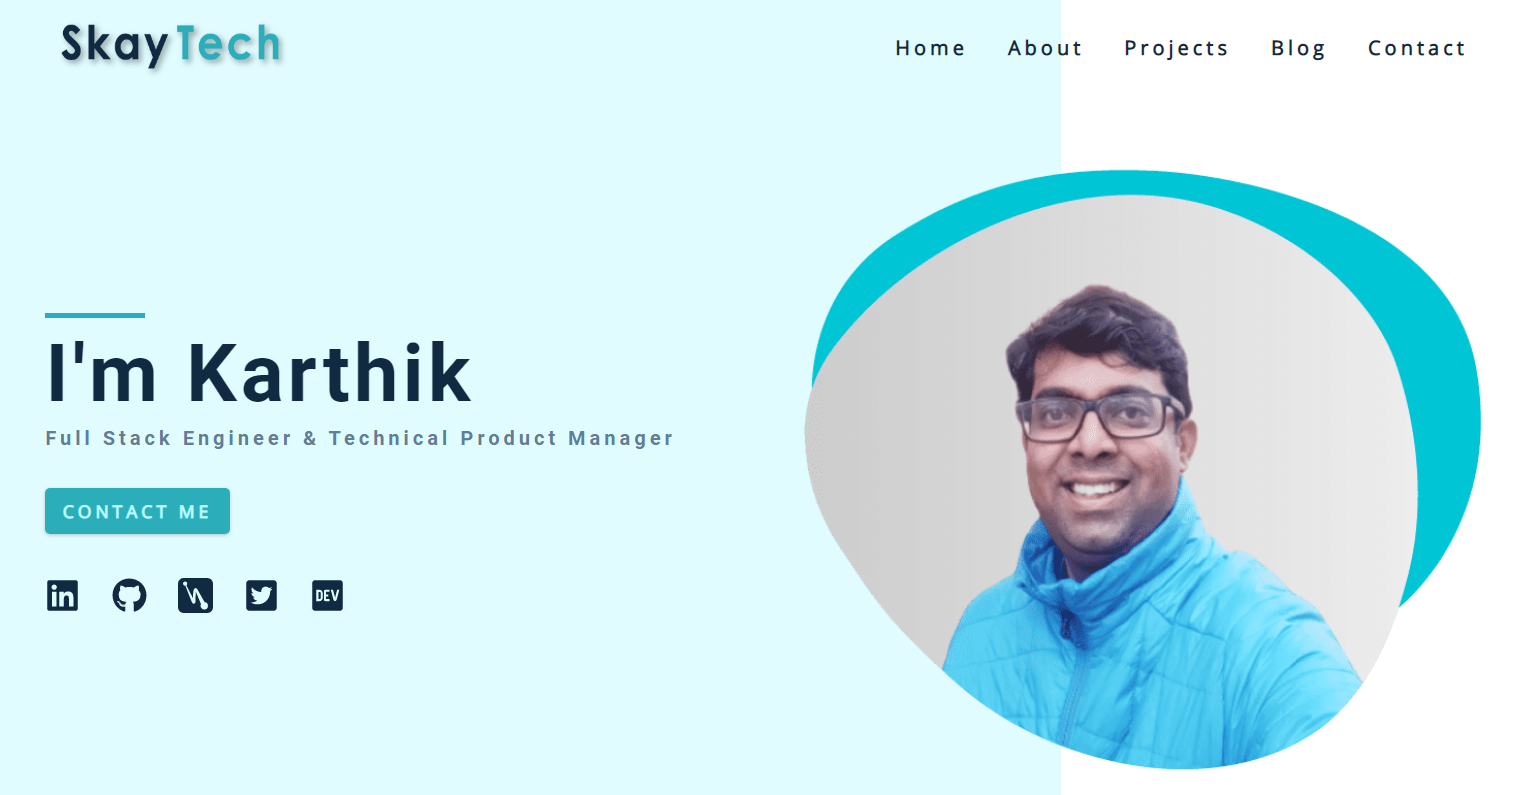 SkayTech
Home About Projects Blog Contact
I'm Karthik
Full Stack Engineer & Technical Product Manager
CONTACT ME
in
DEV